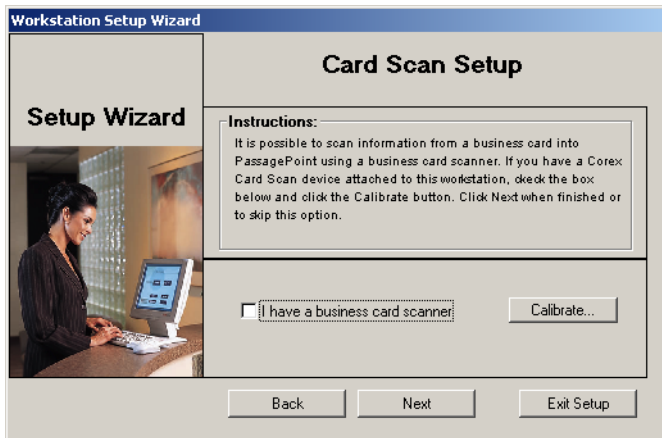 Workstation Setup Wizard
Card Scan Setup
Setup Wizard
Instructions:
It is possible to scan information from a business card into
PassagePoint using a business card scanner. If you have a Corex
Card Scan device attached to this workstation, check the box
below and click the Calibrate button. Click Next when finished or
to skip this option.
I have a business card scanner
Calibrate...
Back
Next
Exit Setup